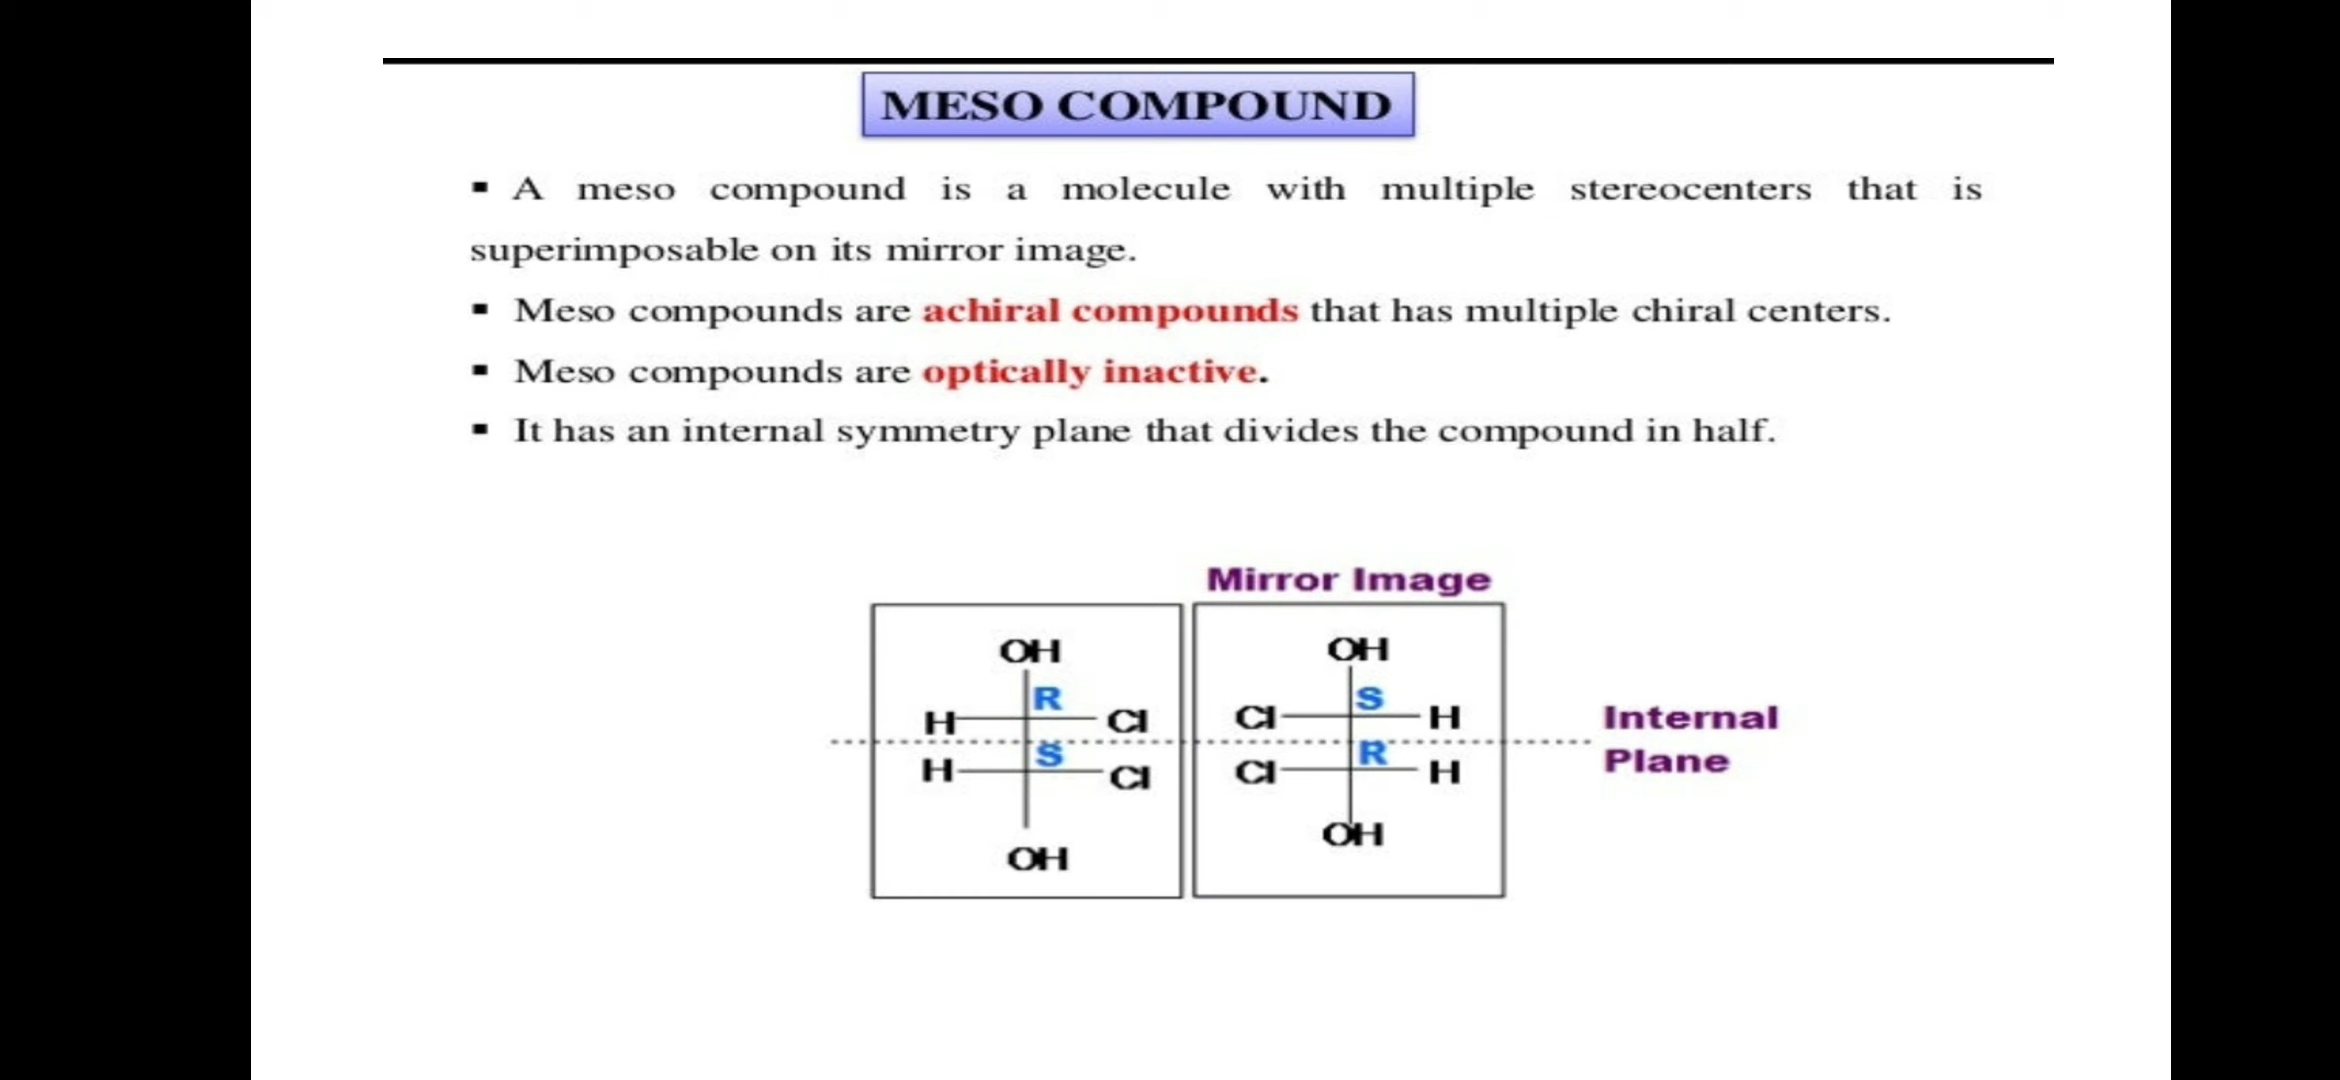 MESO COMPOUND
▪ A meso compound is a molecule with multiple stereocenters that is
superimposable on its mirror image.
▪ Meso compounds are achiral compounds that has multiple chiral centers.
▪ Meso compounds are optically inactive.
▪ It has an internal symmetry plane that divides the compound in half.
Mirror Image
OH OH
R S
H Cl Cl H
Internal
S R
Plane
H Cl Cl H
OH OH